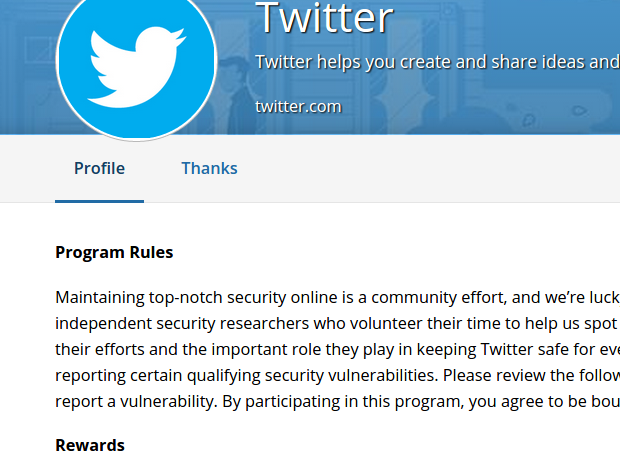 Twitter
Twitter helps you create and share ideas and
twitter.com
Profile
Thanks
Program Rules
Maintaining top-notch security online is a community effort, and we’re luck
independent security researchers who volunteer their time to help us spot
their efforts and the important role they play in keeping Twitter safe for eve
reporting certain qualifying security vulnerabilities. Please review the follow
report a vulnerability. By participating in this program, you agree to be bou
Rewards